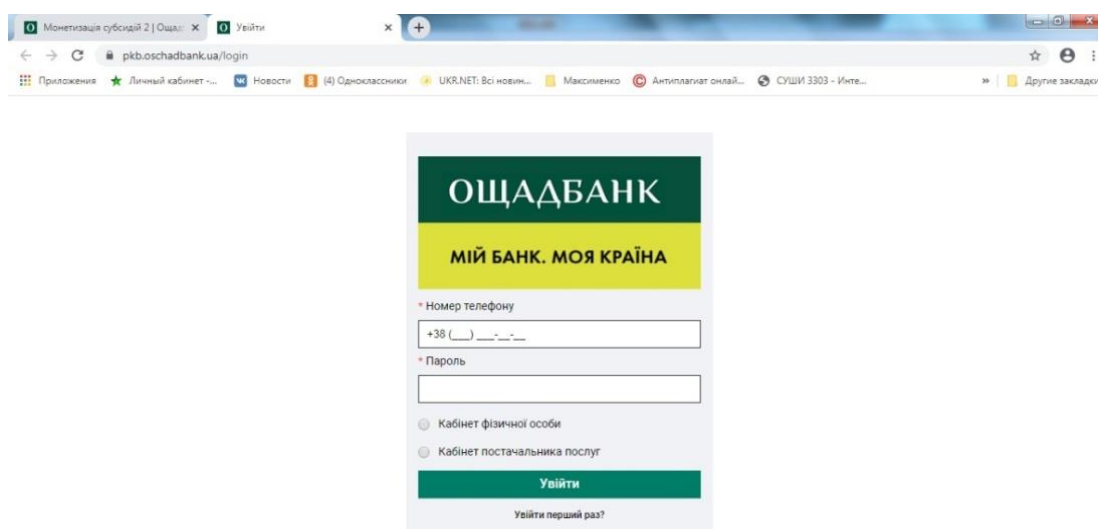 Монетизація субсидій 2 | Ощад
Увійти
pkb.oschadbank.ua/login
Приложения
Личный кабинет -...
Новости
(4) Одноклассники
UKR.NET: Всі новин...
Максименко
Антиплагиат онлай...
СУШИ 3303 - Инте...
»
Другие закладки
ОЩАДБАНК
МІЙ БАНК. МОЯ КРАЇНА
* Номер телефону
+38 (___) ___-__-__
* Пароль
Кабінет фізичної особи
Кабінет постачальника послуг
Увійти
Увійти перший раз?